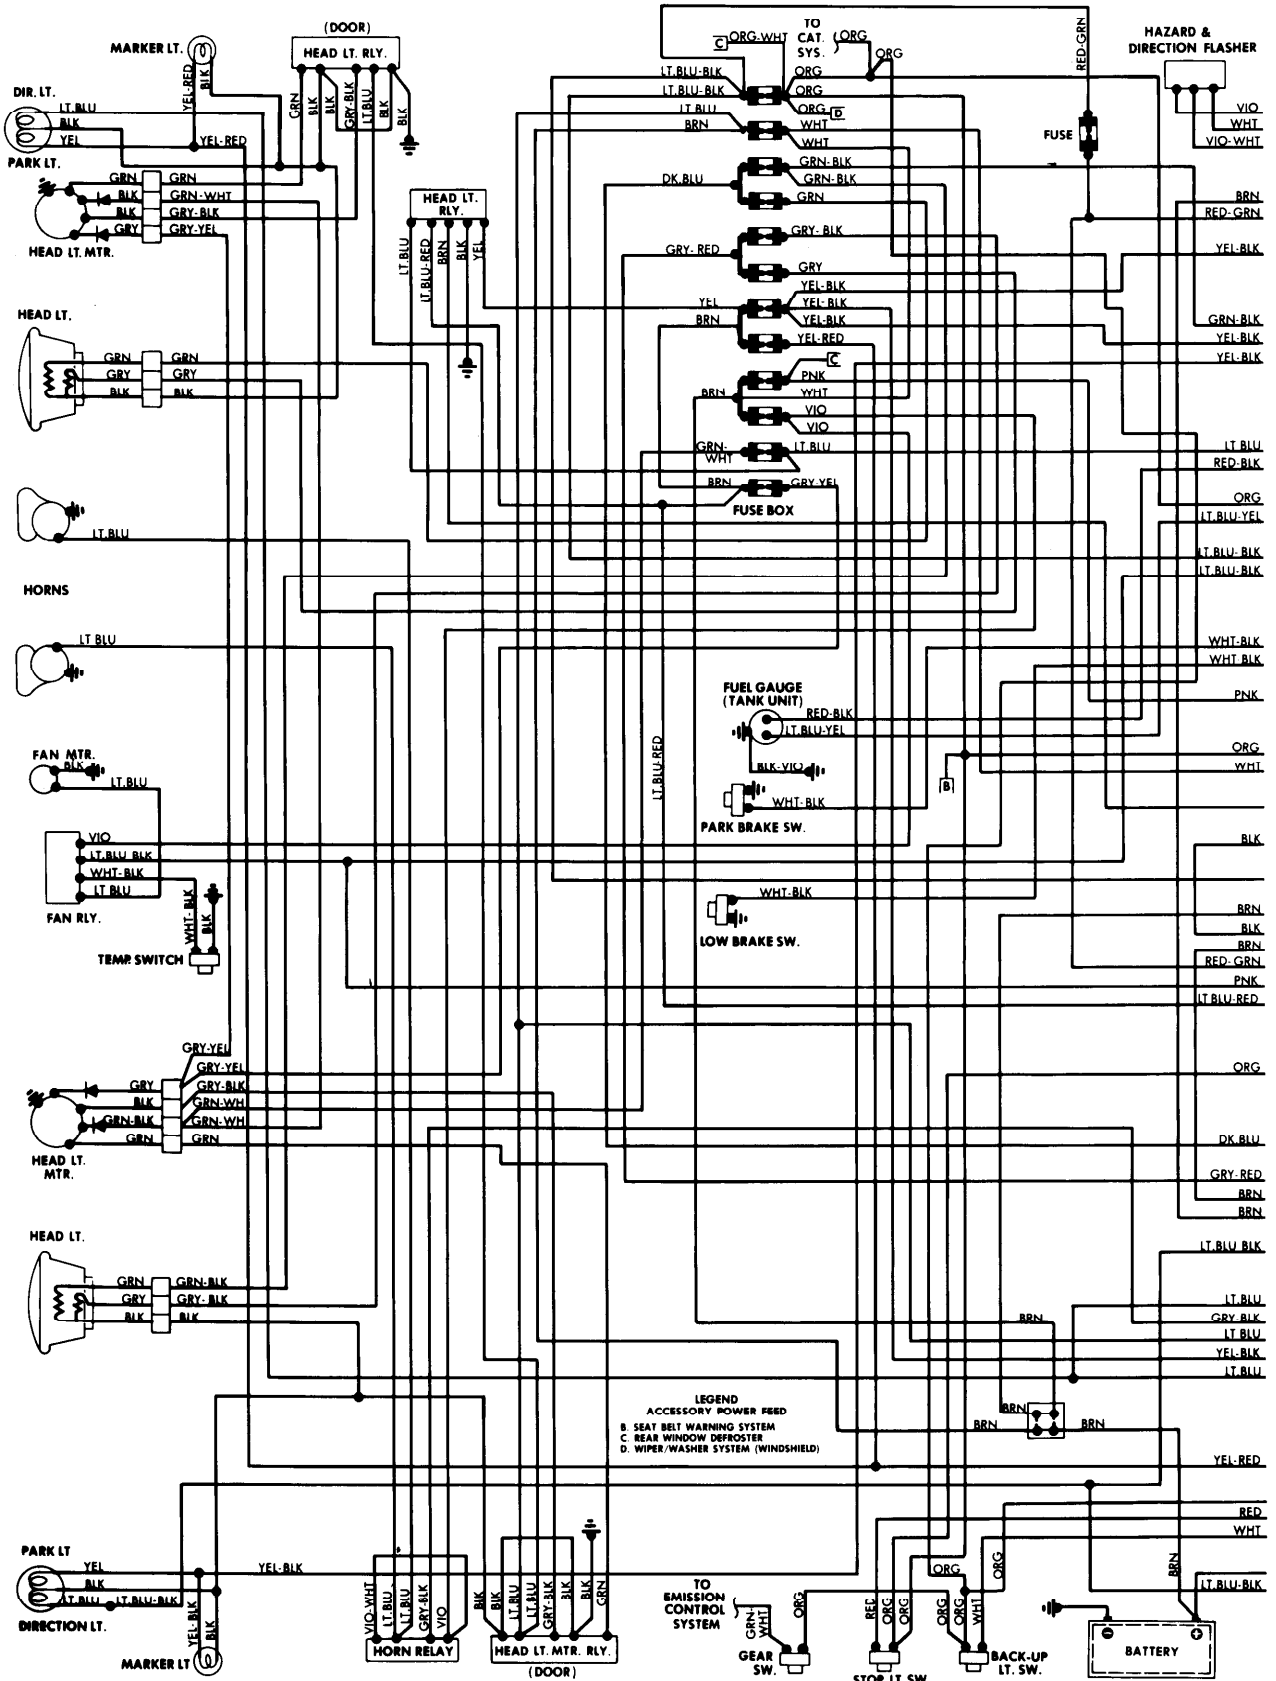 (DOOR)
HEAD LT. RLY.
MARKER LT.
YEL-RED
BLK
GRN
BLK
BLK
GRY-BLK
LT.BLU
BLK
BLK
DIR. LT.
LT.BLU
BLK
YEL
YEL-RED
PARK LT.
GRN
GRN
BLK
GRN-WHT
BLK
GRY-BLK
GRY
GRY-YEL
HEAD LT. MTR.
HEAD LT.
RLY.
LT.BLU
LT.BLU-RED
BRN
BLK
YEL
HEAD LT.
GRN
GRN
GRY
GRY
BLK
BLK
LT.BLU
HORNS
LT BLU
FAN MTR.
BLK
LT.BLU
VIO
LT.BLU BLK
WHT-BLK
LT BLU
FAN RLY.
WHT-BLK
BLK
TEMP. SWITCH
GRY-YEL
GRY-YEL
GRY
GRY-BLK
BLK
GRN-WH
GRN-BLK
GRN-WH
GRN
GRN
HEAD LT.
MTR.
HEAD LT.
GRN
GRN-BLK
GRY
GRY-BLK
BLK
BLK
PARK LT
YEL
YEL-BLK
BLK
LT.BLU
LT.BLU-BLK
DIRECTION LT.
YEL-BLK
BLK
MARKER LT
VIO-WHT
LT.BLU
LT.BLU
GRY-BLK
VIO
HORN RELAY
BLK
BLK
LT.BLU
LT.BLU
GRY-BLK
BLK
BLK
GRN
HEAD LT. MTR. RLY.
(DOOR)
TO
CAT.
SYS.
C
ORG-WHT
ORG
ORG
LT.BLU-BLK
ORG
LT.BLU-BLK
ORG
LT.BLU
ORG
D
BRN
WHT
WHT
GRN-BLK
DK.BLU
GRN-BLK
GRN
GRY-BLK
GRY-RED
GRY
YEL-BLK
YEL
YEL-BLK
BRN
YEL-BLK
YEL-RED
C
PNK
BRN
WHT
VIO
VIO
GRN-
WHT
LT.BLU
BRN
GRY-YEL
FUSE BOX
RED-GRN
FUSE
HAZARD &
DIRECTION FLASHER
VIO
WHT
VIO-WHT
BRN
RED-GRN
YEL-BLK
GRN-BLK
YEL-BLK
YEL-BLK
LT BLU
RED-BLK
ORG
LT.BLU-YEL
LT.BLU-BLK
LT.BLU-BLK
WHT-BLK
WHT BLK
PNK
ORG
WHT
BLK
BRN
BLK
BRN
RED-GRN
PNK
LT BLU-RED
ORG
DK.BLU
GRY-RED
BRN
BRN
LT.BLU BLK
LT.BLU
GRY-BLK
LT BLU
YEL-BLK
LT.BLU
YEL-RED
RED
WHT
LT.BLU-BLK
FUEL GAUGE
(TANK UNIT)
RED-BLK
LT.BLU-YEL
BLK-VIO
LT.BLU-RED
B
WHT-BLK
PARK BRAKE SW.
WHT-BLK
LOW BRAKE SW.
BRN
BRN
BRN
BRN
LEGEND
ACCESSORY POWER FEED
B. SEAT BELT WARNING SYSTEM
C. REAR WINDOW DEFROSTER
D. WIPER/WASHER SYSTEM (WINDSHIELD)
TO
EMISSION
CONTROL
SYSTEM
GRN-
WHT
ORG
GEAR
SW.
RED
ORG
ORG
STOP LT SW
ORG
ORG
WHT
ORG
BACK-UP
LT. SW.
BRN
BATTERY